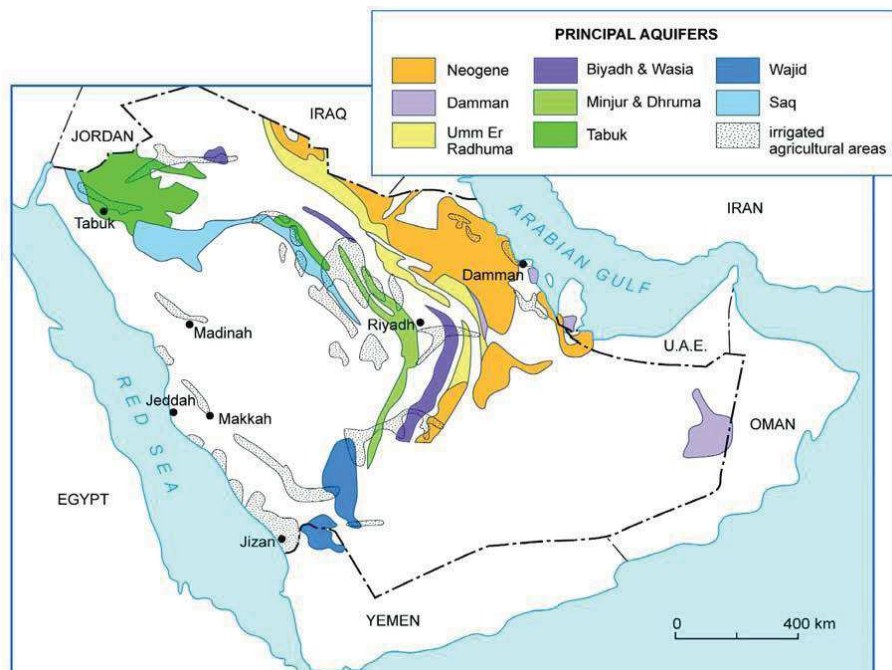 PRINCIPAL AQUIFERS
Neogene
Biyadh & Wasia
Wajid
Damman
Minjur & Dhruma
Saq
Umm Er
Radhuma
Tabuk
irrigated
agricultural areas
IRAQ
JORDAN
IRAN
Tabuk
ARABIAN GULF
Damman
Madinah
Riyadh
U.A.E.
Jeddah
Makkah
OMAN
RED SEA
EGYPT
Jizan
YEMEN
0
400 km